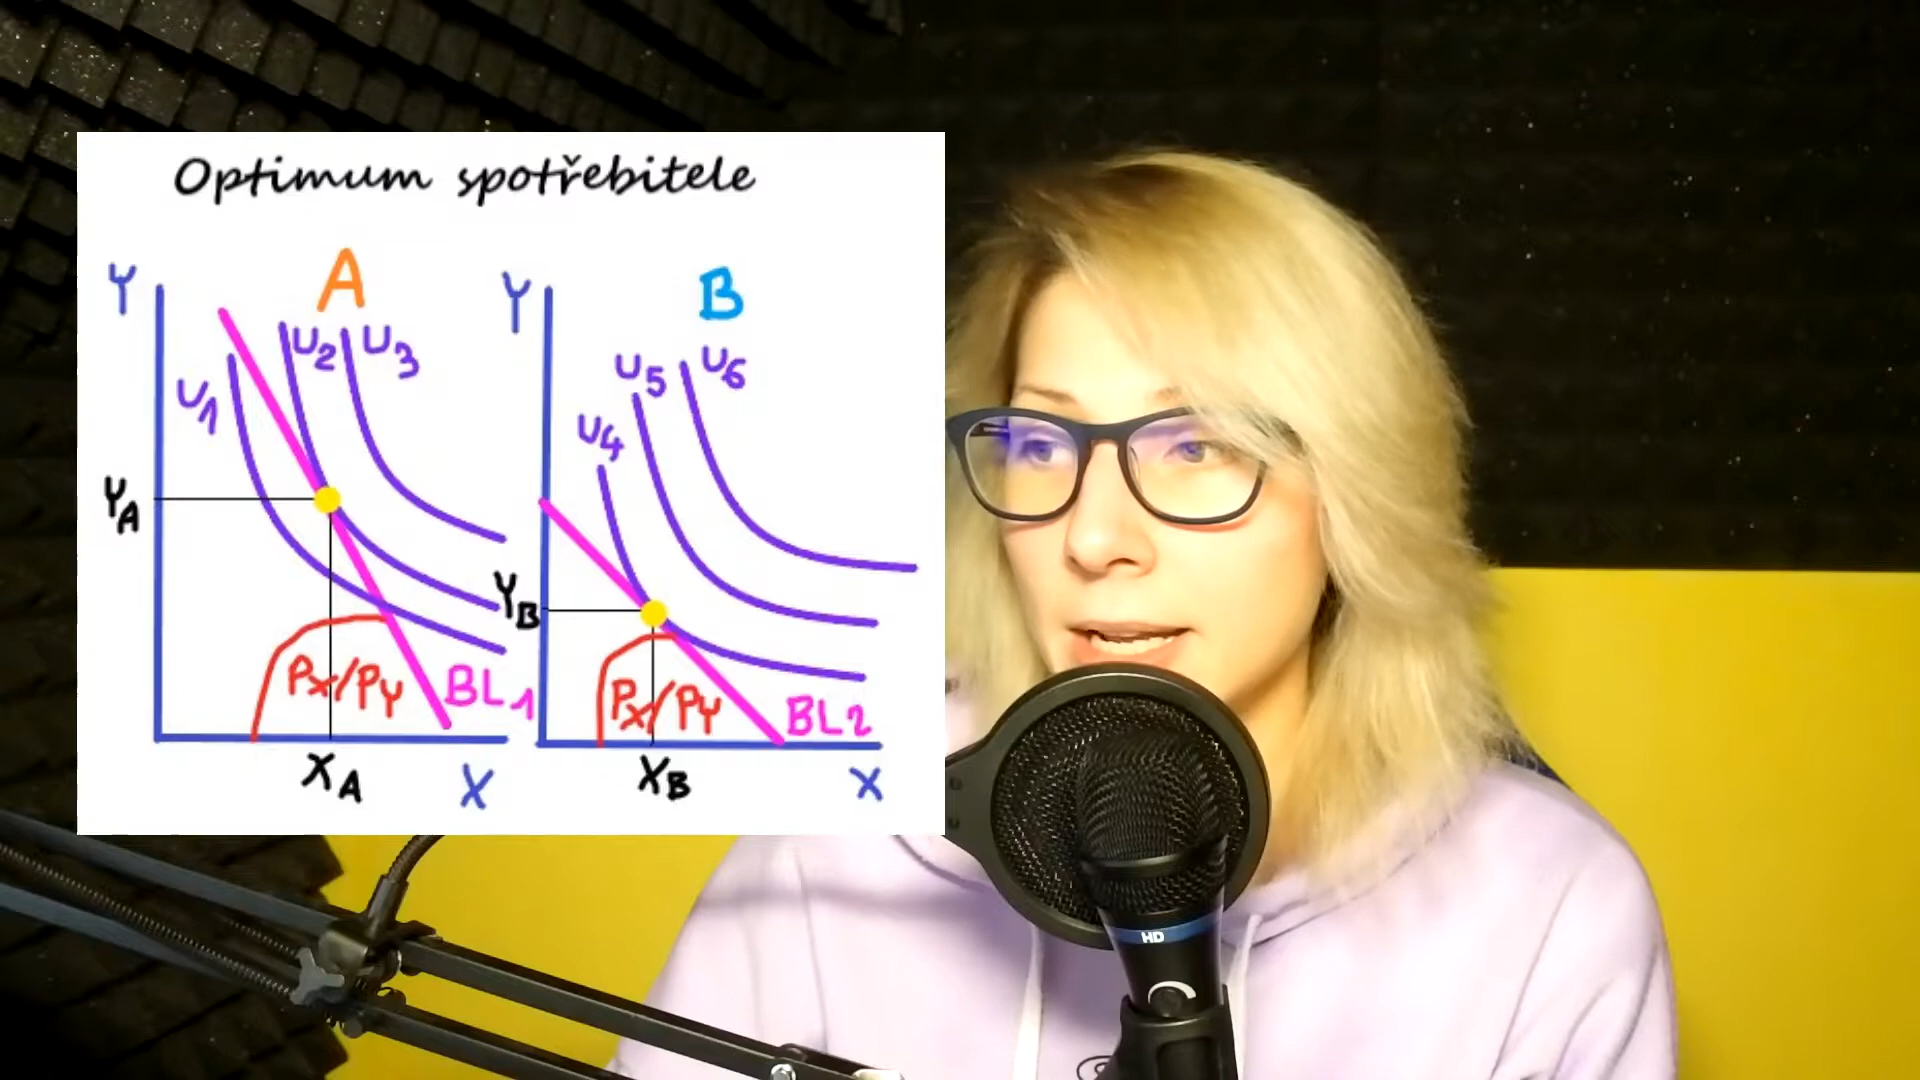 Optimum spotřebitele
A
Y
U1
U2
U3
YA
Px/Py
BL1
XA
X
B
Y
U4
U5
U6
YB
Px/Py
BL2
XB
X
HD